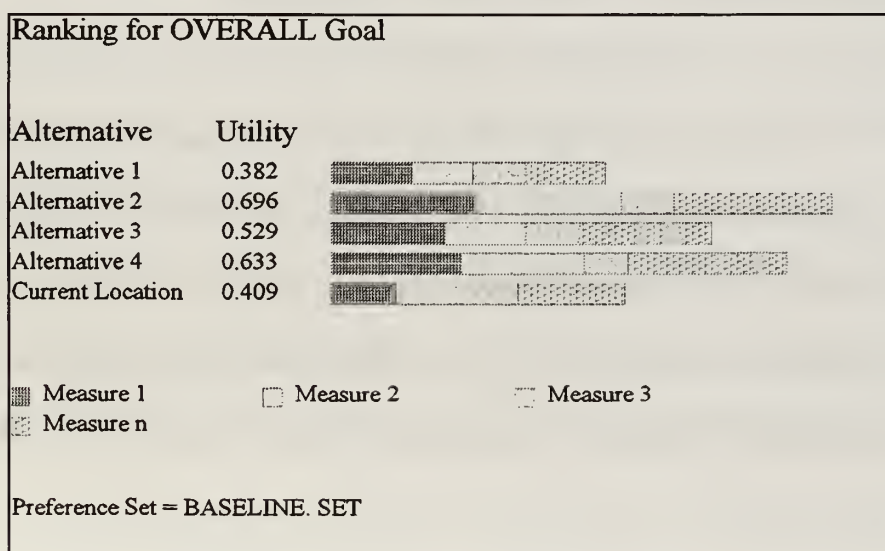 Ranking for OVERALL Goal
Alternative Utility
Alternative 1 0.382
Alternative 2 0.696
Alternative 3 0.529
Alternative 4 0.633
Current Location 0.409
Measure 1 Measure 2 Measure 3
Measure n
Preference Set = BASELINE. SET